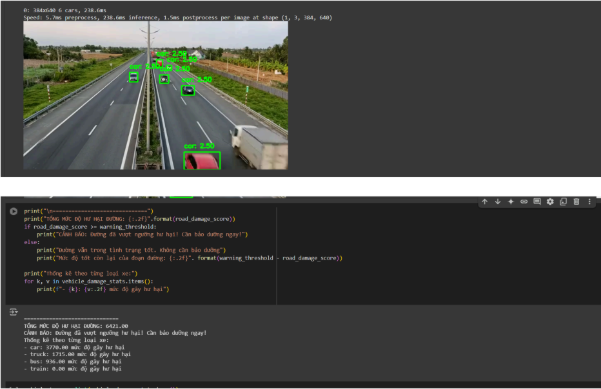 0: 384x640 6 cars, 238.6ms
Speed: 5.7ms preprocess, 238.6ms inference, 1.5ms postprocess per image at shape (1, 3, 384, 640)
car: 2.50
car: 2.50
car: 2.50
car: 2.50
print("\n==============================")
print("TỔNG MỨC ĐỘ HƯ HẠI ĐƯỜNG: {:.2f}".format(road_damage_score))
if road_damage_score >= warning_threshold:
print("CẢNH BÁO: Đường đã vượt ngưỡng hư hại! Cần bảo dưỡng ngay!")
else:
print("Đường vẫn trong tình trạng tốt. Không cần bảo dưỡng")
print("Mức độ tốt còn lại của đoạn đường: {:.2f}". format(warning_threshold - road_damage_score))
print("Thống kê theo từng loại xe:")
for k, v in vehicle_damage_stats.items():
print(f"- {k}: {v:.2f} mức độ gây hư hại")
==============================
TỔNG MỨC ĐỘ HƯ HẠI ĐƯỜNG: 6421.00
CẢNH BÁO: Đường đã vượt ngưỡng hư hại! Cần bảo dưỡng ngay!
Thống kê theo từng loại xe:
- car: 3770.00 mức độ gây hư hại
- truck: 1715.00 mức độ gây hư hại
- bus: 936.00 mức độ gây hư hại
- train: 0.00 mức độ gây hư hại